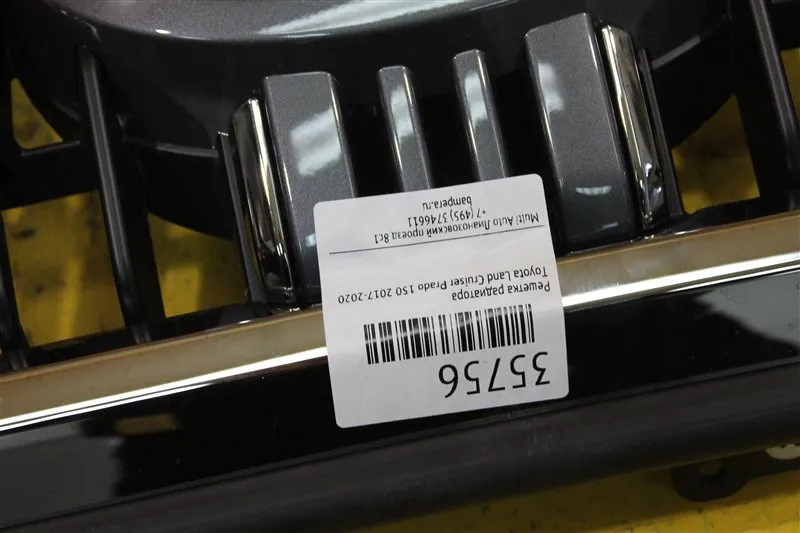 35756
Решетка радиатора
Toyota Land Cruiser Prado 150 2017-2020
Multi Auto Лианозовский проезд 8с1
+7 (495) 3746611
bampera.ru